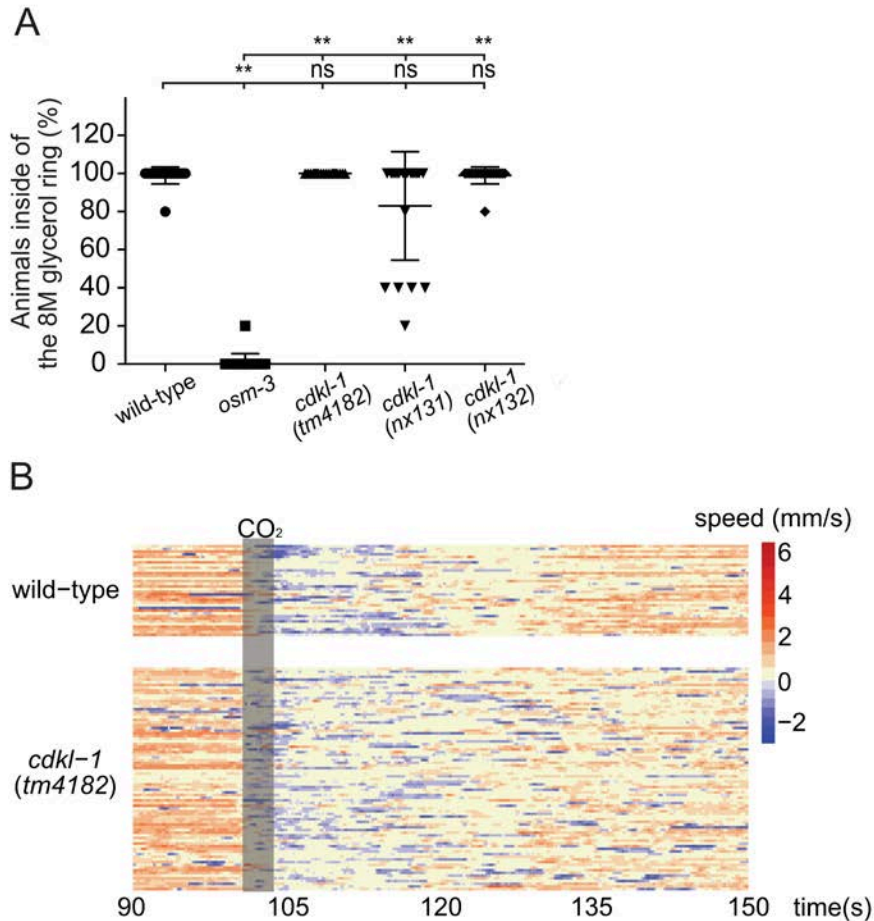 A
** ** **
** ns ns ns
Animals inside of
the 8M glycerol ring (%)
120
100
80
60
40
20
0
wild-type
osm-3
cdkl-1
(tm4182)
cdkl-1
(nx131)
cdkl-1
(nx132)
B
CO₂
speed (mm/s)
6
4
2
0
−2
wild−type
cdkl−1
(tm4182)
90 105 120 135 150 time(s)